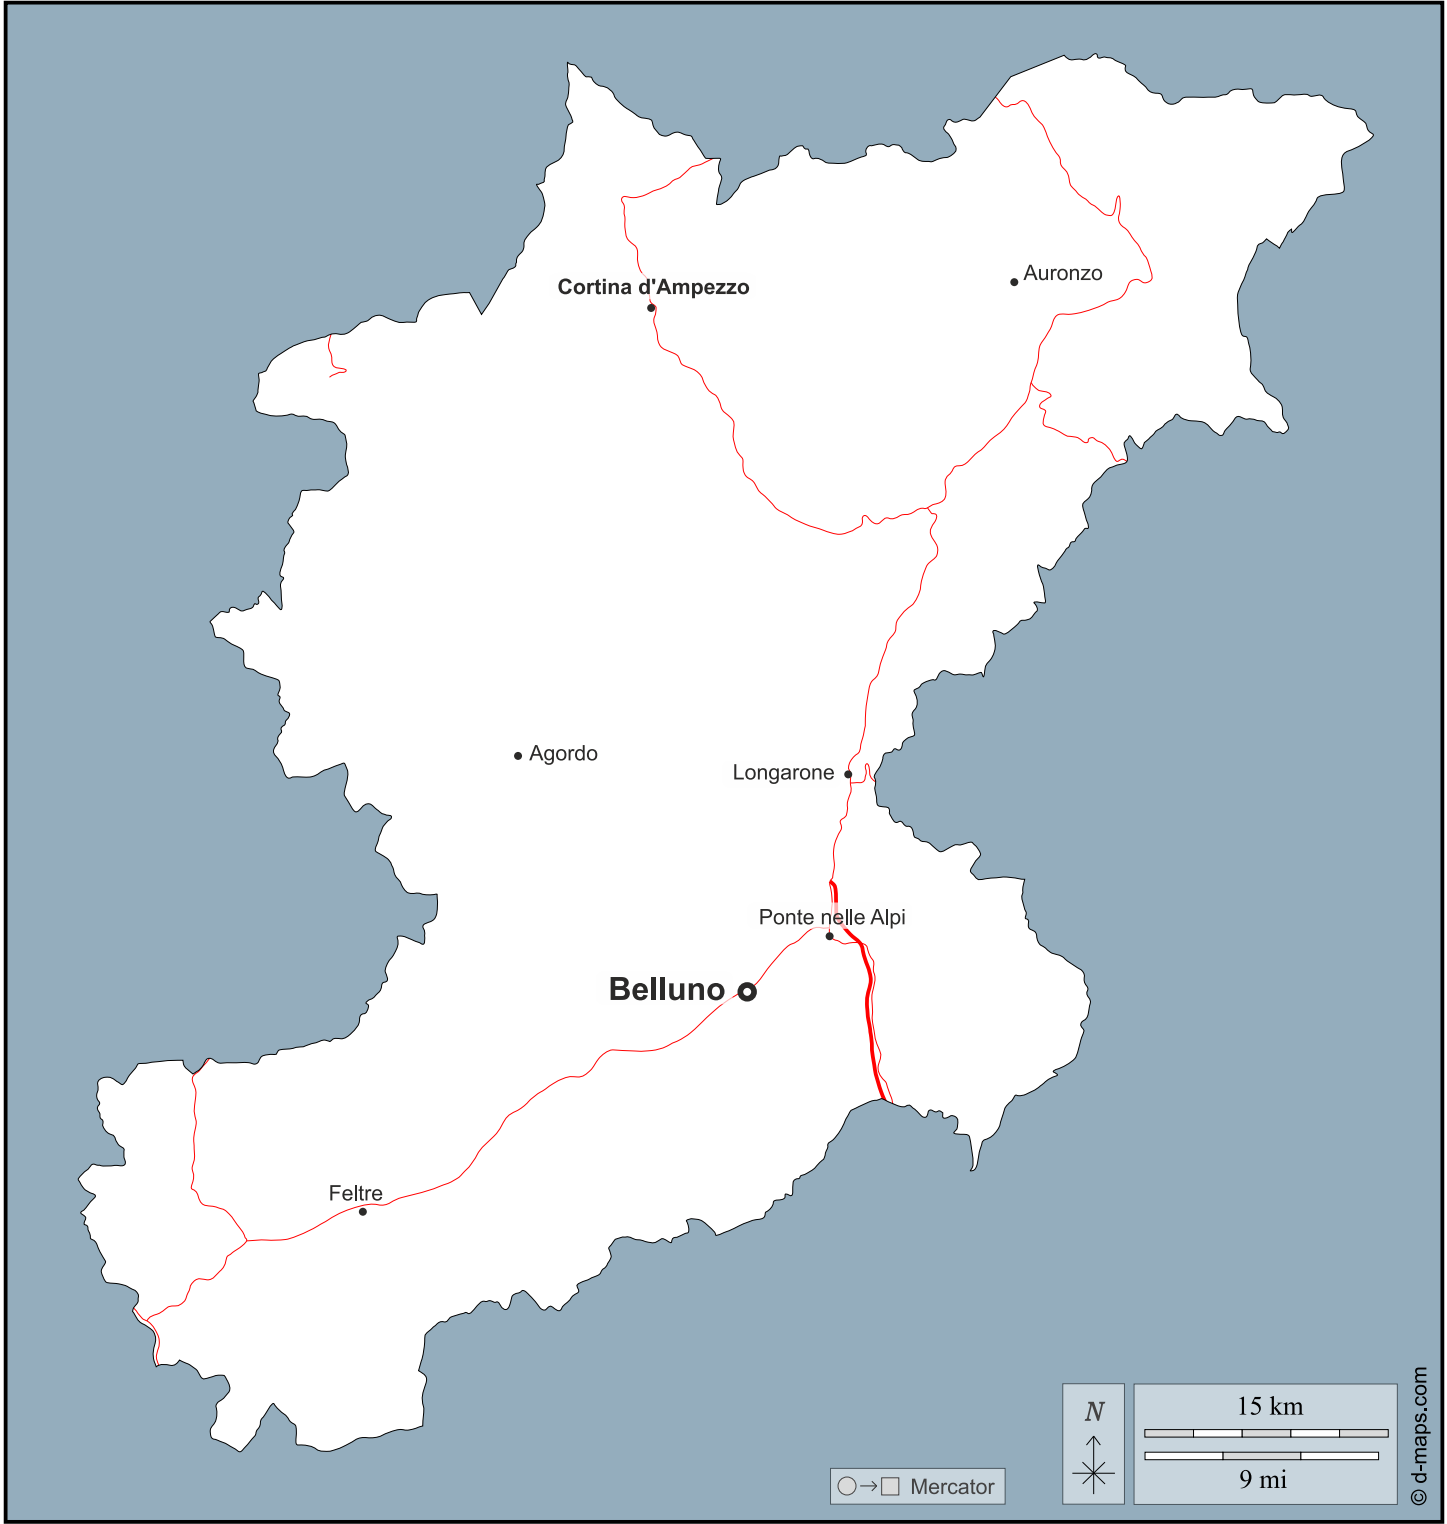 Auronzo
Cortina d'Ampezzo
Agordo
Longarone
Ponte nelle Alpi
Belluno
Feltre
N
15 km
9 mi
Mercator
© d-maps.com